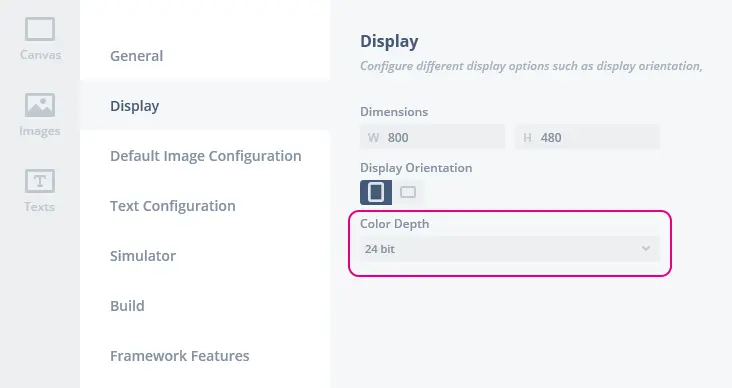 Canvas
Images
Texts
General
Display
Default Image Configuration
Text Configuration
Simulator
Build
Framework Features
Display
Configure different display options such as display orientation,
Dimensions
W 800
H 480
Display Orientation
Color Depth
24 bit